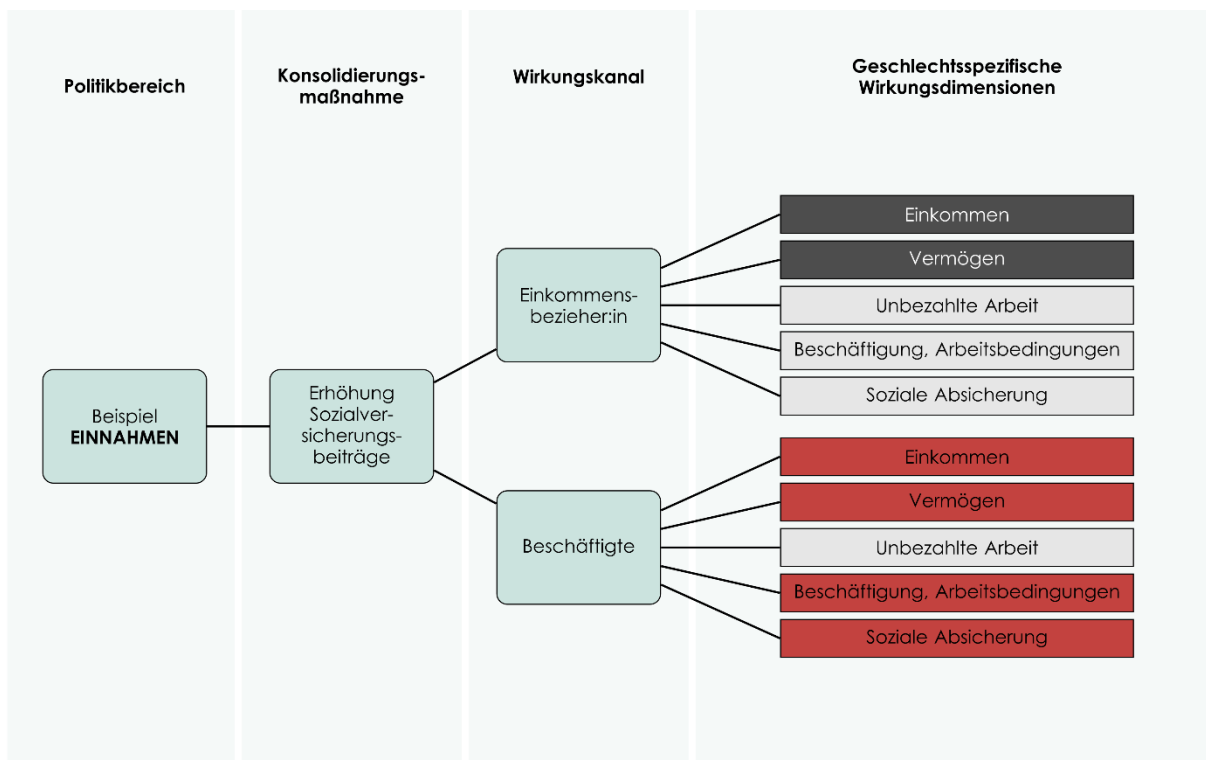 Politikbereich
Konsolidierungs-
maßnahme
Wirkungskanal
Geschlechtsspezifische
Wirkungsdimensionen
Beispiel
EINNAHMEN
Erhöhung
Sozialver-
sicherungs-
beiträge
Einkommens-
bezieher:in
Einkommen
Vermögen
Unbezahlte Arbeit
Beschäftigung, Arbeitsbedingungen
Soziale Absicherung
Beschäftigte
Einkommen
Vermögen
Unbezahlte Arbeit
Beschäftigung, Arbeitsbedingungen
Soziale Absicherung